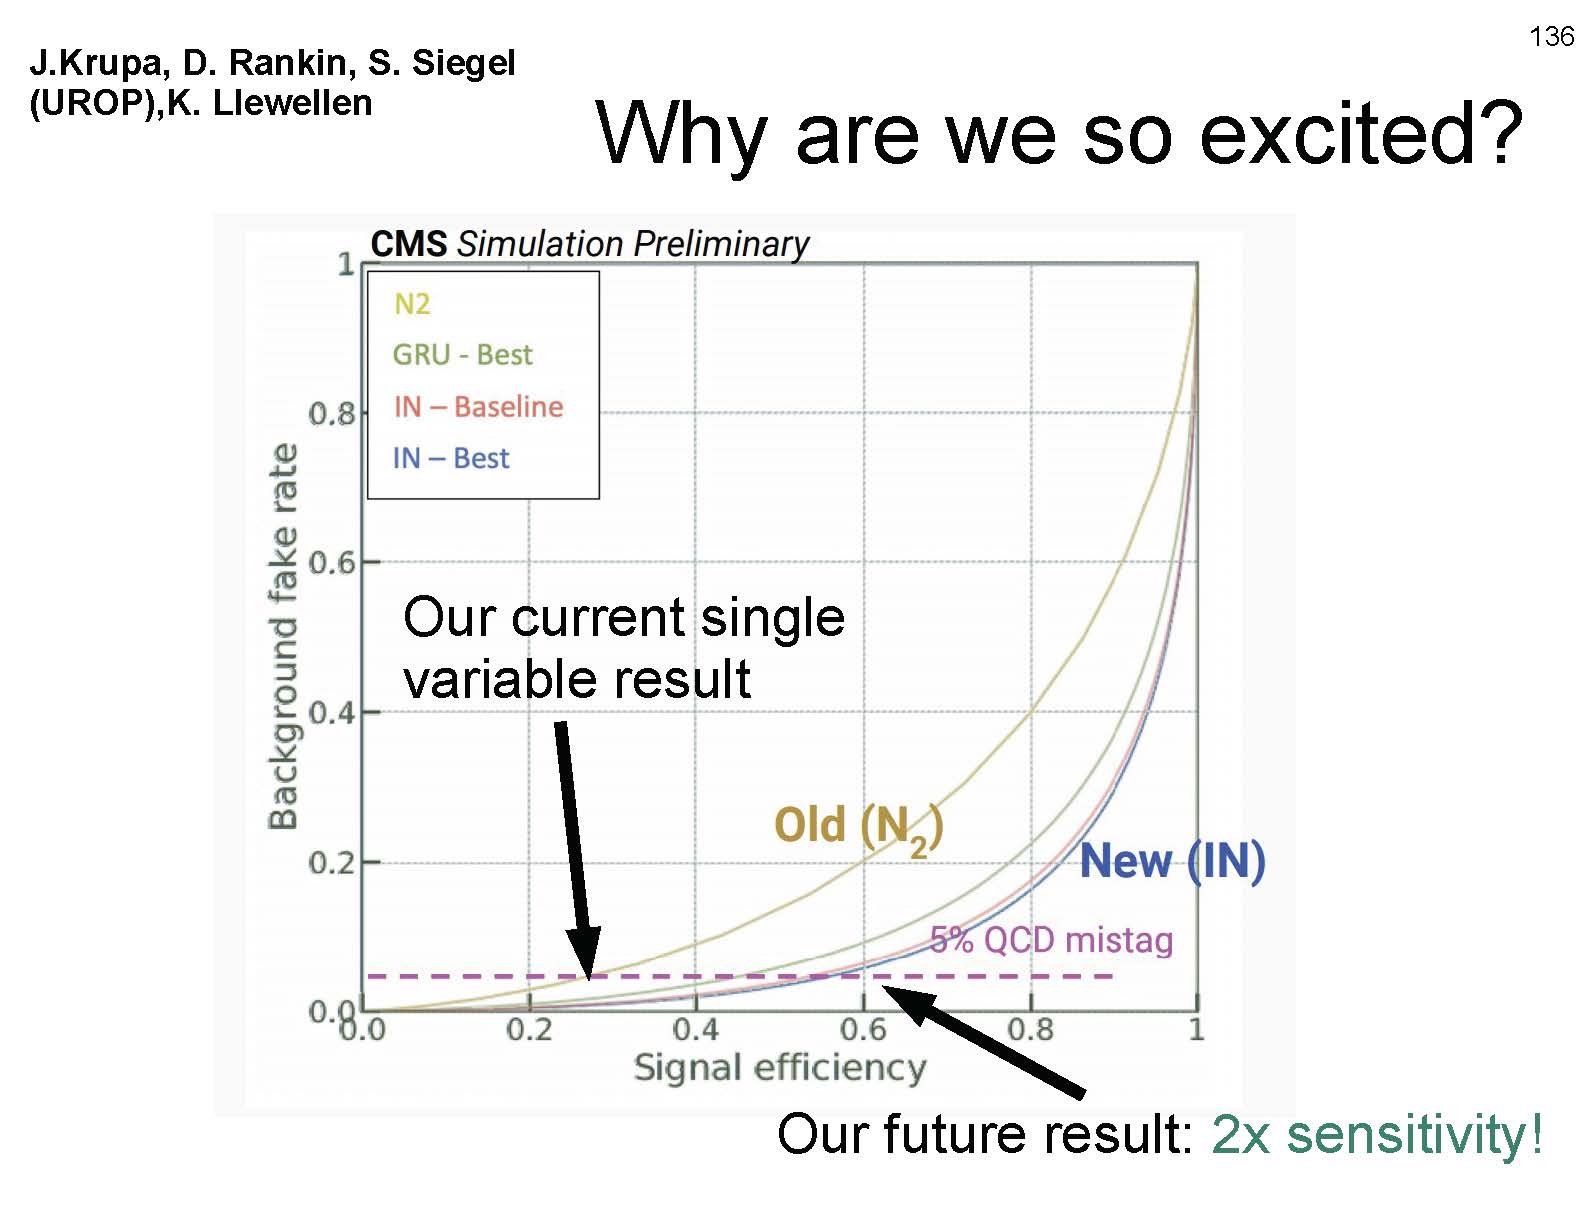 136
J.Krupa, D. Rankin, S. Siegel
(UROP),K. Llewellen
Why are we so excited?
CMS Simulation Preliminary
1
N2
GRU - Best
IN – Baseline
IN – Best
0.8
0.6
0.4
0.2
0.0
Background fake rate
Our current single
variable result
Old (N2)
New (IN)
5% QCD mistag
0.0 0.2 0.4 0.6 0.8 1
Signal efficiency
Our future result: 2x sensitivity!